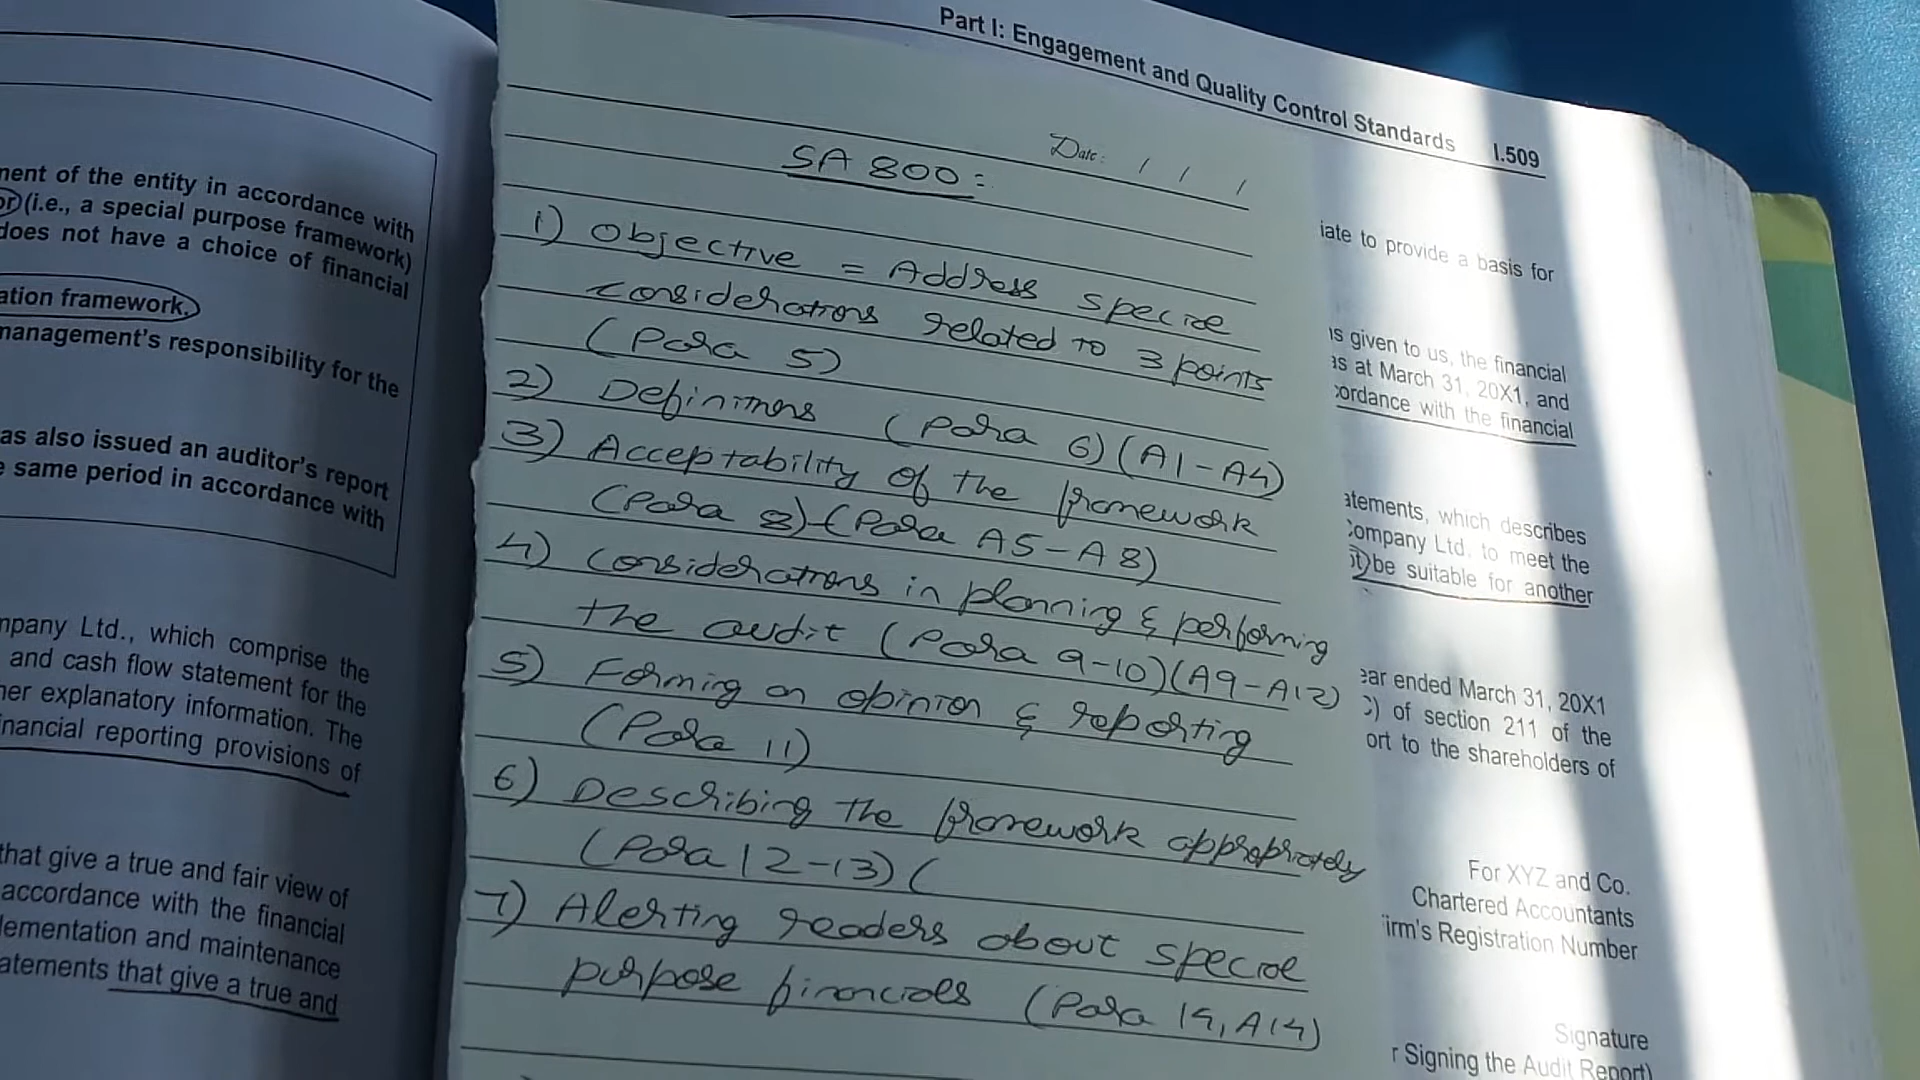 Part I: Engagement and Quality Control Standards I.509
ment of the entity in accordance with
or (i.e., a special purpose framework)
does not have a choice of financial
ation framework.
management's responsibility for the
as also issued an auditor's report
same period in accordance with
mpany Ltd., which comprise the
and cash flow statement for the
her explanatory information. The
inancial reporting provisions of
that give a true and fair view of
accordance with the financial
lementation and maintenance
atements that give a true and
Date: / / /
SA 800:
1) Objective = Address special
considerations related to 3 points
(Para 5)
2) Definitions (Para 6) (A1-A4)
3) Acceptability of the framework
(Para 8) (Para A5-A8)
4) Considerations in planning & performing
the audit (Para 9-10) (A9-A12)
5) Forming an opinion & reporting
(Para 11)
6) Describing the framework appropriately
(Para 12-13) (
7) Alerting readers about special
purpose financials (Para 14, A14)
iate to provide a basis for
is given to us, the financial
as at March 31, 20X1, and
cordance with the financial
atements, which describes
Company Ltd. to meet the
it be suitable for another
ear ended March 31, 20X1
C) of section 211 of the
ort to the shareholders of
For XYZ and Co.
Chartered Accountants
irm's Registration Number
Signature
r Signing the Audit Report)